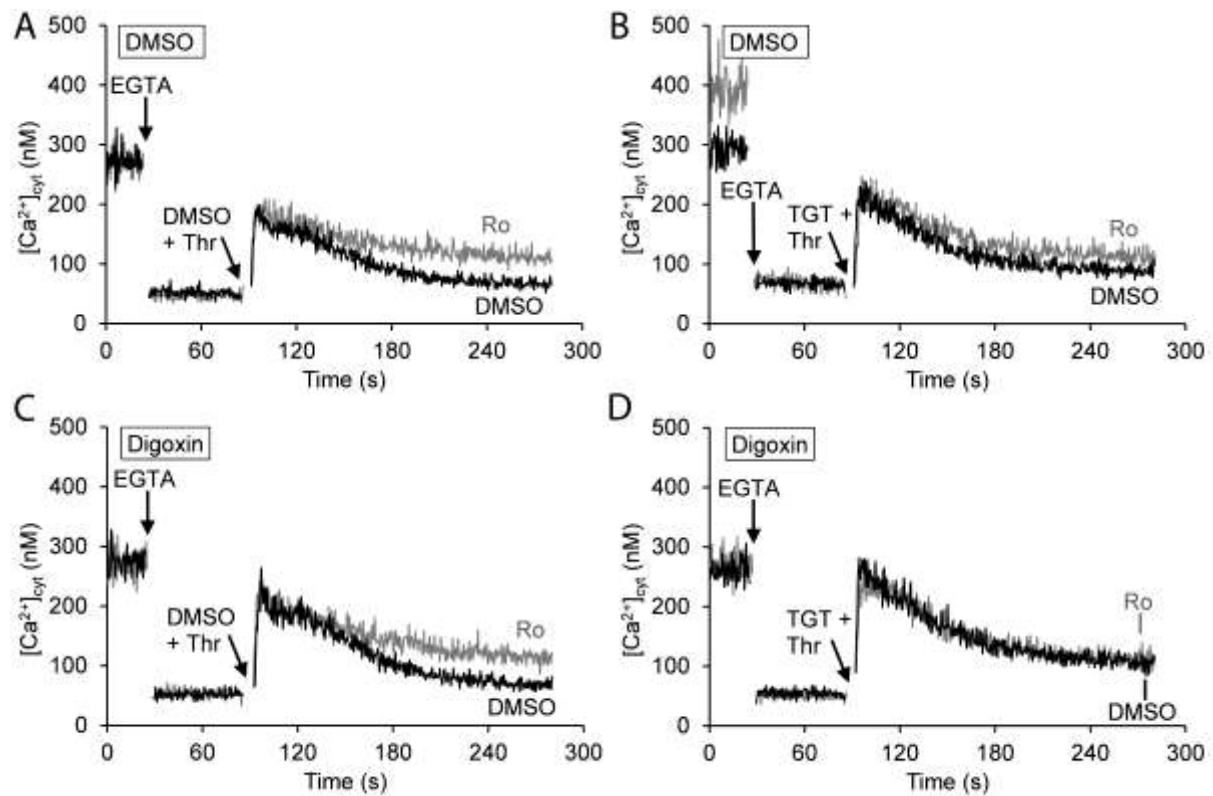 A
DMSO
EGTA
[Ca²⁺]cyt (nM)
500
400
300
200
100
0
DMSO
+ Thr
Ro
DMSO
0 60 120 180 240 300
Time (s)
B
DMSO
[Ca²⁺]cyt (nM)
500
400
300
200
100
0
EGTA
TGT +
Thr
Ro
DMSO
0 60 120 180 240 300
Time (s)
C
Digoxin
EGTA
[Ca²⁺]cyt (nM)
500
400
300
200
100
0
DMSO
+ Thr
Ro
DMSO
0 60 120 180 240 300
Time (s)
D
Digoxin
EGTA
[Ca²⁺]cyt (nM)
500
400
300
200
100
0
TGT +
Thr
Ro
DMSO
0 60 120 180 240 300
Time (s)